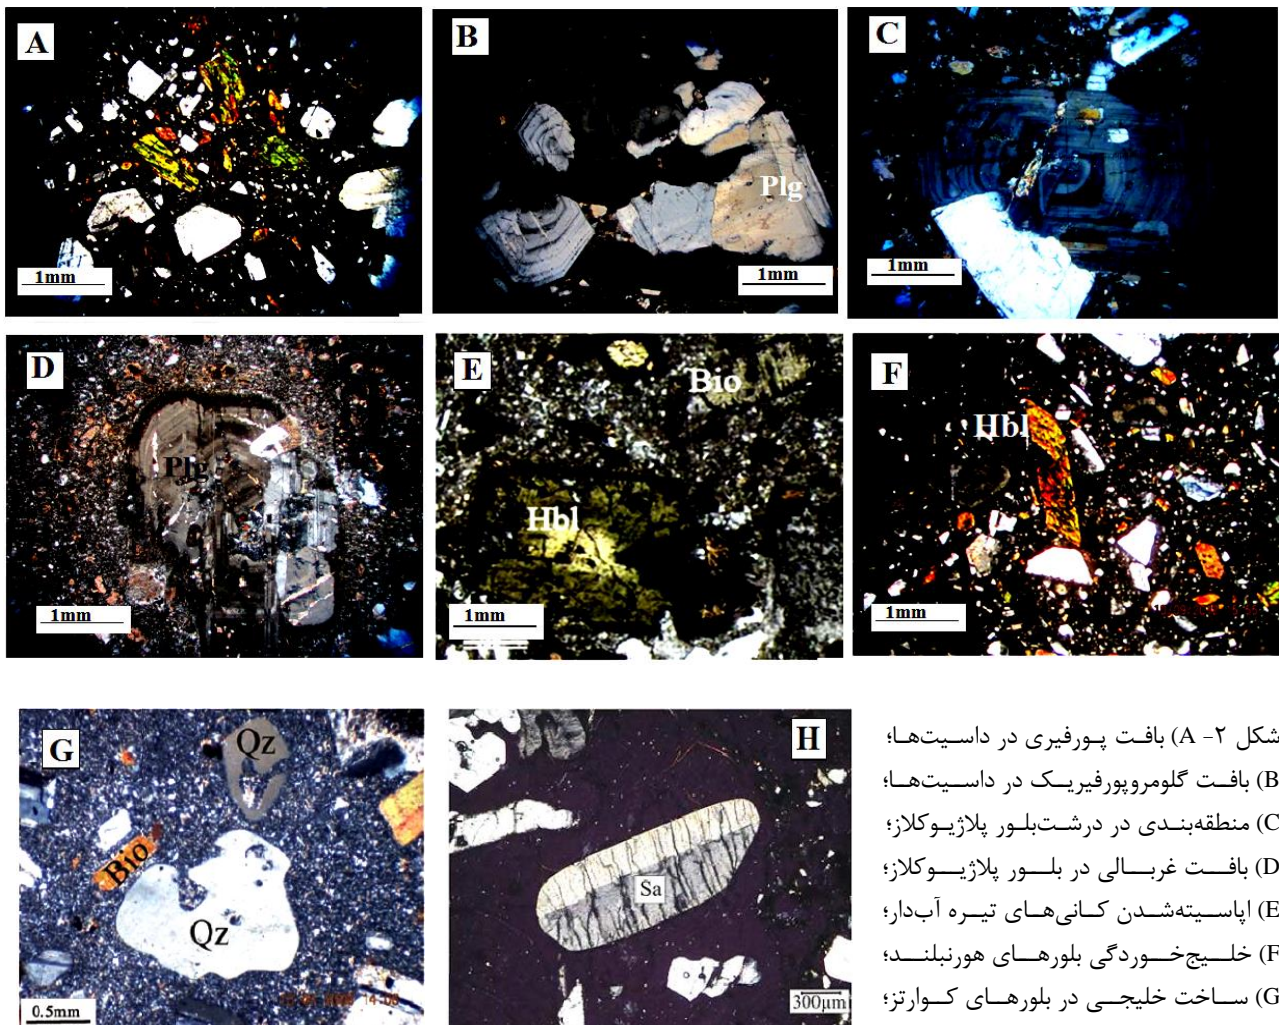 A
1mm
B
Plg
1mm
C
1mm
D
Plg
1mm
E
Bio
Hbl
1mm
F
Hbl
1mm
G
Qz
Bio
Qz
0.5mm
H
Sa
300µm
شکل ۲- A) بافت پورفیری در داسیت‌ها؛
B) بافت گلومروپورفیریک در داسیت‌ها؛
C) منطقه‌بندی در درشت‌بلور پلاژیوکلاز؛
D) بافت غربالی در بلور پلاژیوکلاز؛
E) اپاسیته‌شدن کانی‌های تیره آب‌دار؛
F) خلیج‌خوردگی بلورهای هورنبلند؛
G) ساخت خلیجی در بلورهای کوارتز؛